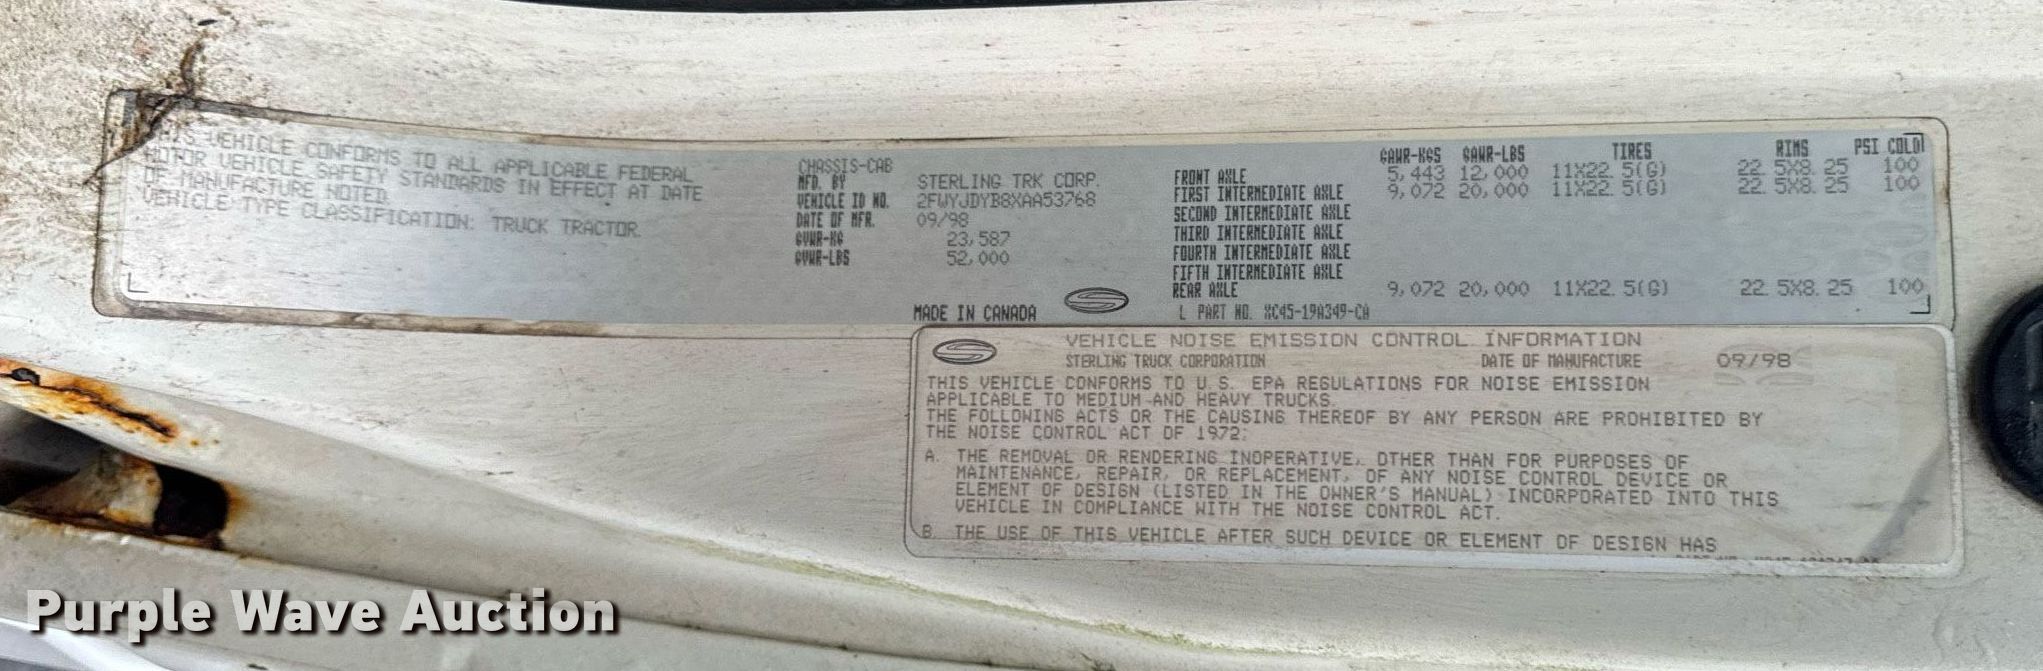 THIS VEHICLE CONFORMS TO ALL APPLICABLE FEDERAL
MOTOR VEHICLE SAFETY STANDARDS IN EFFECT AT DATE
OF MANUFACTURE NOTED
VEHICLE TYPE CLASSIFICATION: TRUCK TRACTOR
CHASSIS-CAB
MFD. BY STERLING TRK CORP.
VEHICLE ID NO. 2FWYJDYB8XAA53768
DATE OF MFR. 09/98
GVWR-KG 23,587
GVWR-LBS 52,000
MADE IN CANADA
GAWR-KGS GAWR-LBS TIRES RIMS PSI COLD
FRONT AXLE 5,443 12,000 11X22.5(G) 22.5X8.25 100
FIRST INTERMEDIATE AXLE 9,072 20,000 11X22.5(G) 22.5X8.25 100
SECOND INTERMEDIATE AXLE
THIRD INTERMEDIATE AXLE
FOURTH INTERMEDIATE AXLE
FIFTH INTERMEDIATE AXLE
REAR AXLE 9,072 20,000 11X22.5(G) 22.5X8.25 100
L PART NO. XC45-19A349-CA
VEHICLE NOISE EMISSION CONTROL INFORMATION
STERLING TRUCK CORPORATION DATE OF MANUFACTURE 09/98
THIS VEHICLE CONFORMS TO U.S. EPA REGULATIONS FOR NOISE EMISSION
APPLICABLE TO MEDIUM AND HEAVY TRUCKS.
THE FOLLOWING ACTS OR THE CAUSING THEREOF BY ANY PERSON ARE PROHIBITED BY
THE NOISE CONTROL ACT OF 1972:
A. THE REMOVAL OR RENDERING INOPERATIVE, OTHER THAN FOR PURPOSES OF
MAINTENANCE, REPAIR, OR REPLACEMENT, OF ANY NOISE CONTROL DEVICE OR
ELEMENT OF DESIGN (LISTED IN THE OWNER'S MANUAL) INCORPORATED INTO THIS
VEHICLE IN COMPLIANCE WITH THE NOISE CONTROL ACT.
B. THE USE OF THIS VEHICLE AFTER SUCH DEVICE OR ELEMENT OF DESIGN HAS
Purple Wave Auction